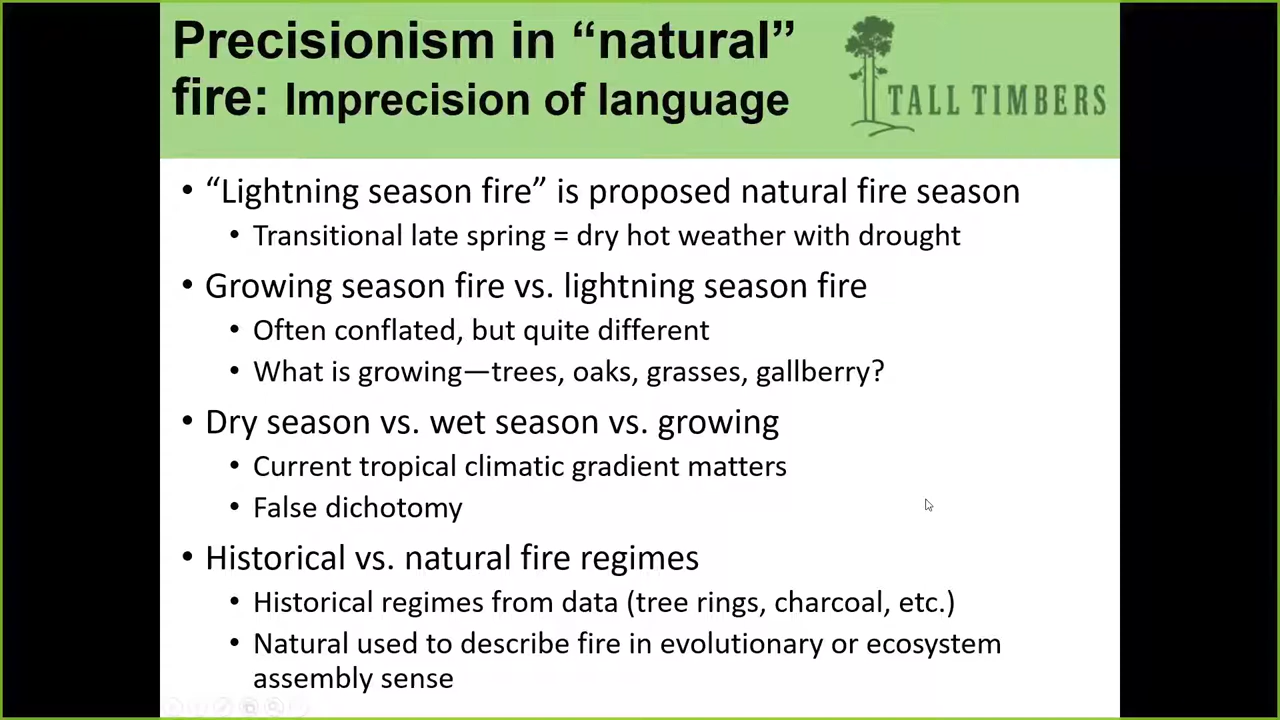 Precisionism in “natural”
fire: Imprecision of language
TALL TIMBERS
• “Lightning season fire” is proposed natural fire season
• Transitional late spring = dry hot weather with drought
• Growing season fire vs. lightning season fire
• Often conflated, but quite different
• What is growing—trees, oaks, grasses, gallberry?
• Dry season vs. wet season vs. growing
• Current tropical climatic gradient matters
• False dichotomy
• Historical vs. natural fire regimes
• Historical regimes from data (tree rings, charcoal, etc.)
• Natural used to describe fire in evolutionary or ecosystem
assembly sense